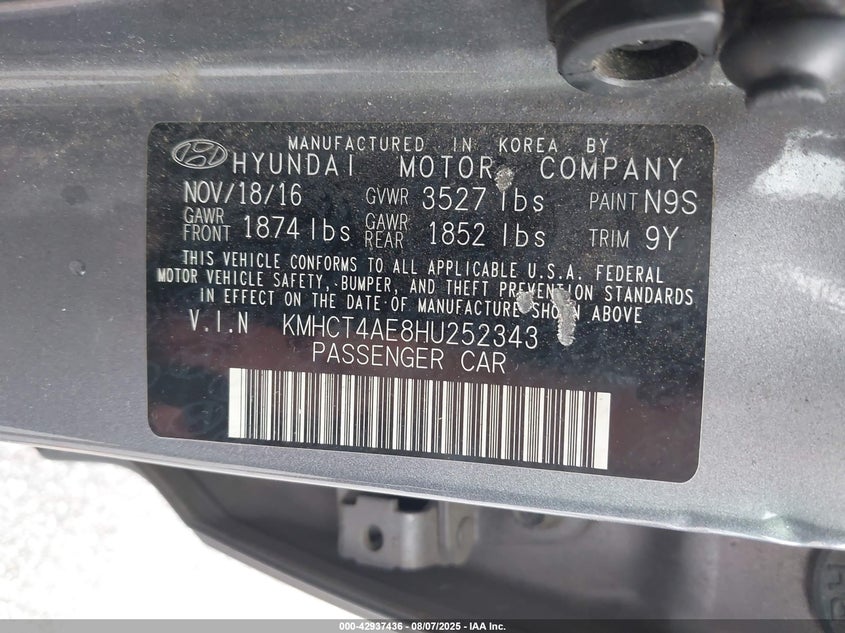 MANUFACTURED IN KOREA BY
HYUNDAI MOTOR COMPANY
NOV/18/16 GVWR 3527 lbs PAINT N9S
GAWR FRONT 1874 lbs GAWR REAR 1852 lbs TRIM 9Y
THIS VEHICLE CONFORMS TO ALL APPLICABLE U.S.A. FEDERAL
MOTOR VEHICLE SAFETY, BUMPER, AND THEFT PREVENTION STANDARDS
IN EFFECT ON THE DATE OF MANUFACTURE SHOWN ABOVE
V.I.N KMHCT4AE8HU252343
PASSENGER CAR
000-42937436 - 08/07/2025 - IAA Inc.